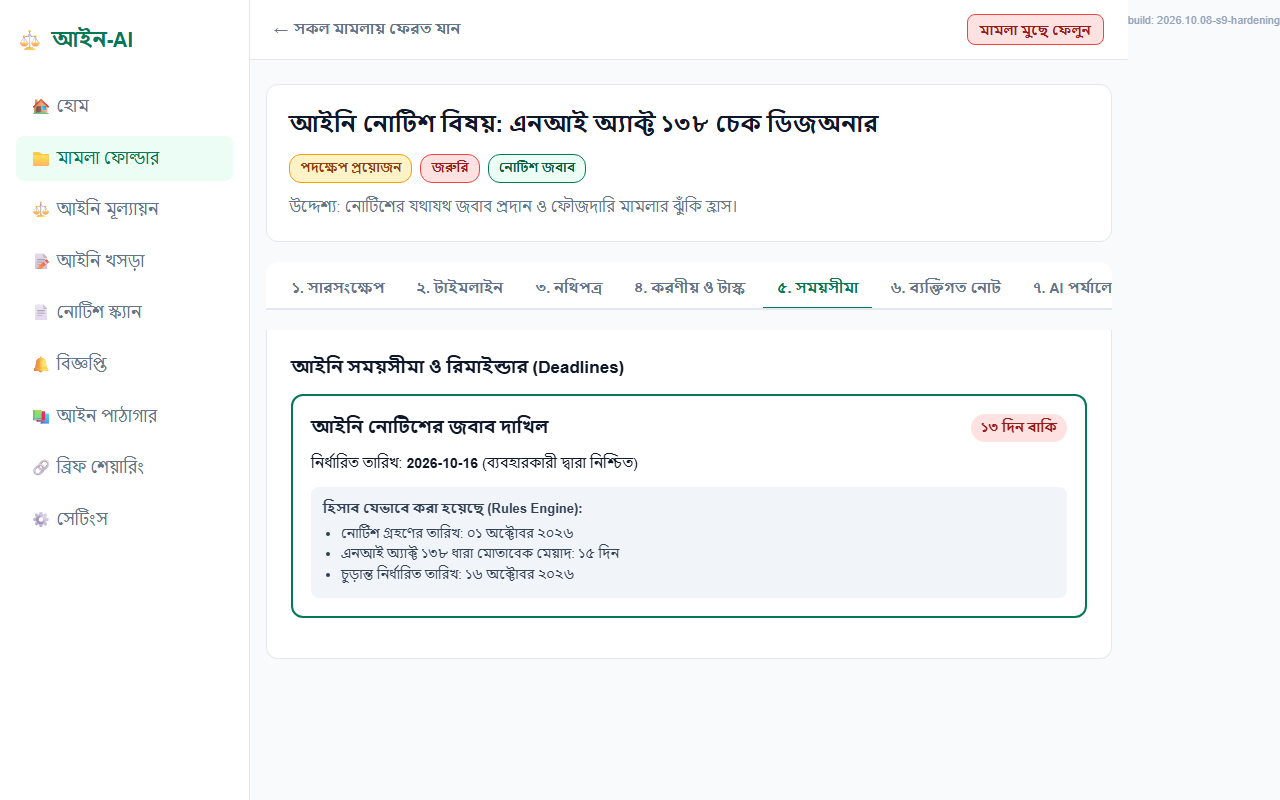 আইন-AI
হোম
মামলা ফোল্ডার
আইনি মূল্যায়ন
আইনি খসড়া
নোটিশ স্ক্যান
বিজ্ঞপ্তি
আইন পাঠাগার
ব্রিফ শেয়ারিং
সেটিংস
← সকল মামলায় ফেরত যান
মামলা মুছে ফেলুন
build: 2026.10.08-s9-hardening
আইনি নোটিশ বিষয়: এনআই অ্যাক্ট ১৩৮ চেক ডিজঅনার
পদক্ষেপ প্রয়োজন জরুরি নোটিশ জবাব
উদ্দেশ্য: নোটিশের যথাযথ জবাব প্রদান ও ফৌজদারি মামলার ঝুঁকি হ্রাস।
১. সারসংক্ষেপ ২. টাইমলাইন ৩. নথিপত্র ৪. করণীয় ও টাস্ক ৫. সময়সীমা ৬. ব্যক্তিগত নোট ৭. AI পর্যালে
আইনি সময়সীমা ও রিমাইন্ডার (Deadlines)
আইনি নোটিশের জবাব দাখিল
১৩ দিন বাকি
নির্ধারিত তারিখ: 2026-10-16 (ব্যবহারকারী দ্বারা নিশ্চিত)
হিসাব যেভাবে করা হয়েছে (Rules Engine):
• নোটিশ গ্রহণের তারিখ: ০১ অক্টোবর ২০২৬
• এনআই অ্যাক্ট ১৩৮ ধারা মোতাবেক মেয়াদ: ১৫ দিন
• চূড়ান্ত নির্ধারিত তারিখ: ১৬ অক্টোবর ২০২৬